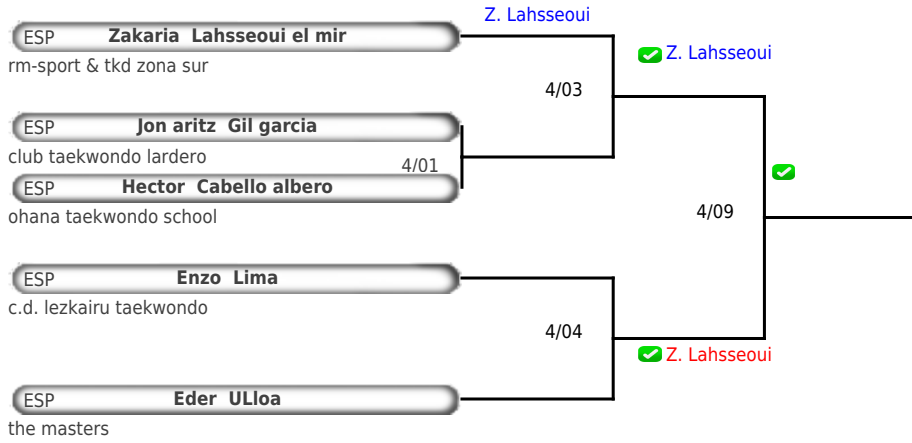 Z. Lahsseoui
ESP Zakaria Lahsseoui el mir
rm-sport & tkd zona sur
Z. Lahsseoui
4/03
ESP Jon aritz Gil garcia
club taekwondo lardero
4/01
ESP Hector Cabello albero
ohana taekwondo school
4/09
ESP Enzo Lima
c.d. lezkairu taekwondo
4/04
Z. Lahsseoui
ESP Eder ULloa
the masters